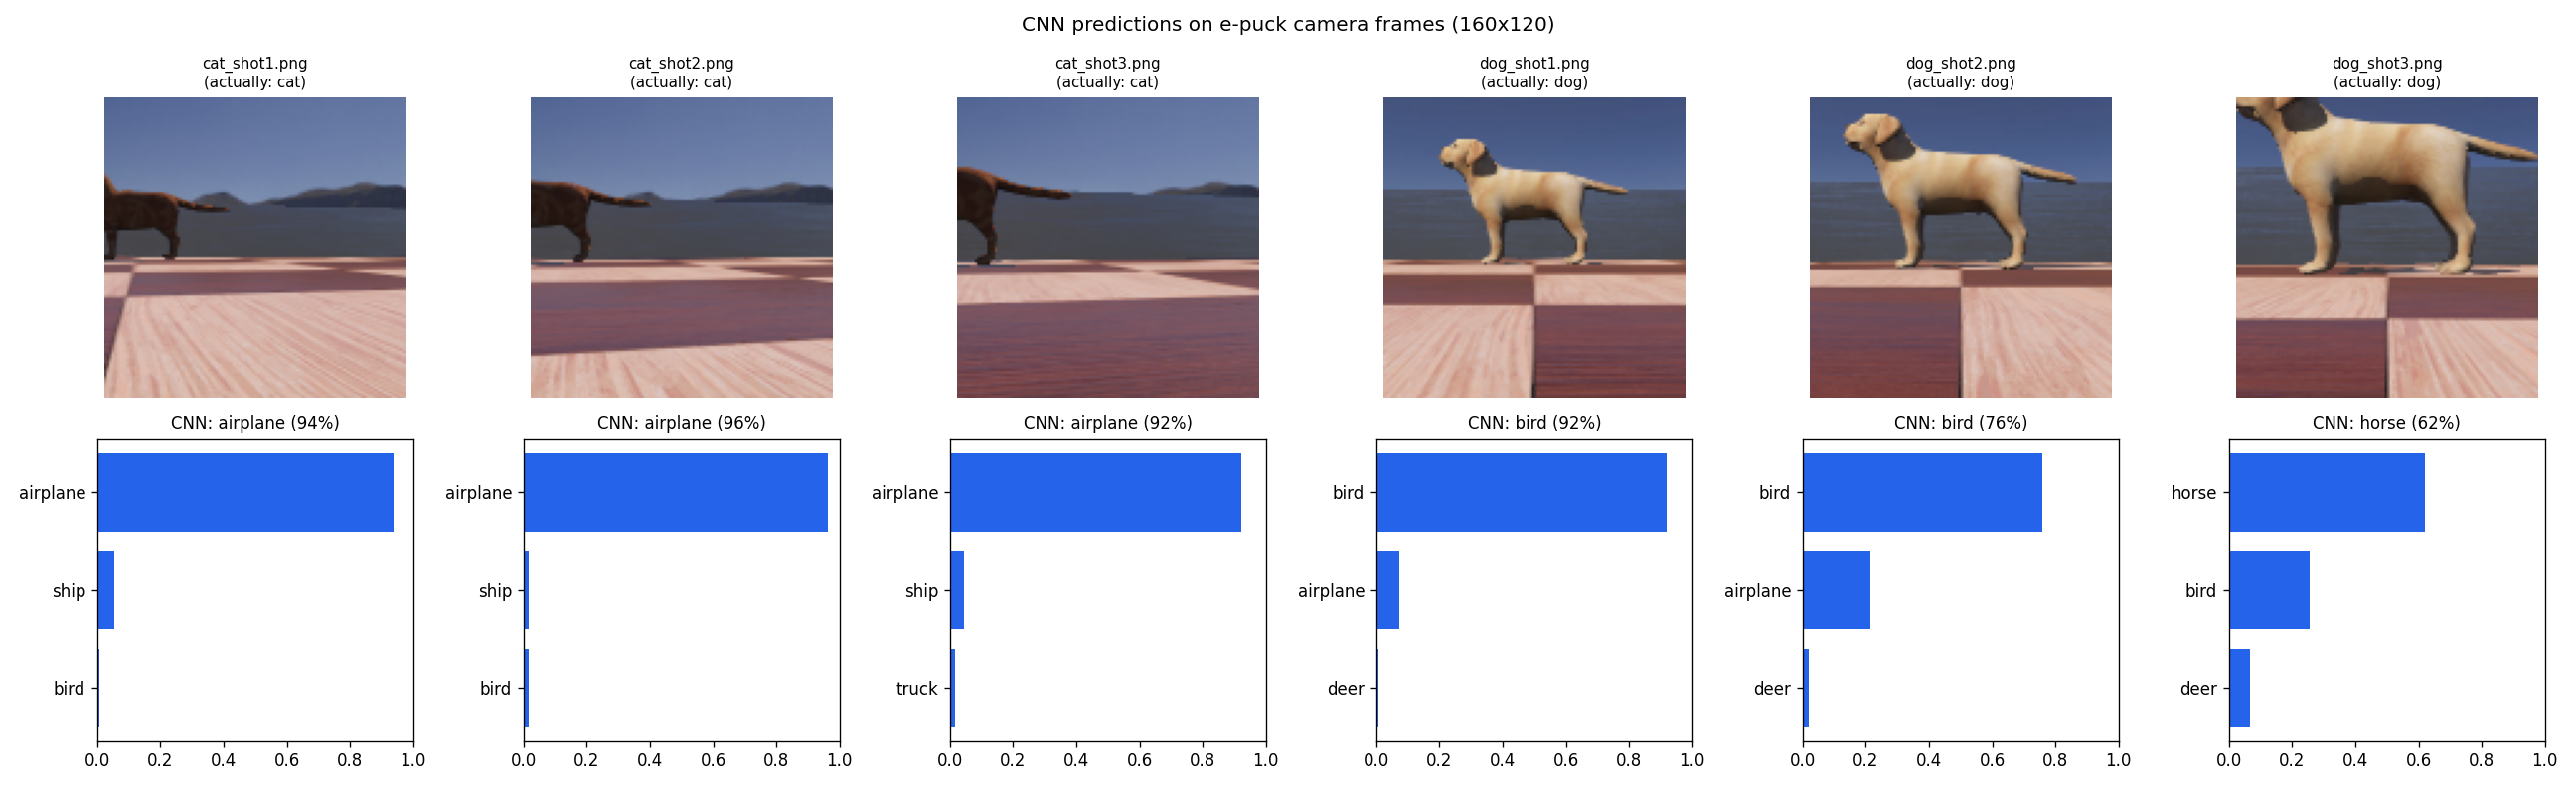 CNN predictions on e-puck camera frames (160x120)
cat_shot1.png
(actually: cat)
cat_shot2.png
(actually: cat)
cat_shot3.png
(actually: cat)
dog_shot1.png
(actually: dog)
dog_shot2.png
(actually: dog)
dog_shot3.png
(actually: dog)
CNN: airplane (94%)
airplane
ship
bird
0.0 0.2 0.4 0.6 0.8 1.0
CNN: airplane (96%)
airplane
ship
bird
0.0 0.2 0.4 0.6 0.8 1.0
CNN: airplane (92%)
airplane
ship
truck
0.0 0.2 0.4 0.6 0.8 1.0
CNN: bird (92%)
bird
airplane
deer
0.0 0.2 0.4 0.6 0.8 1.0
CNN: bird (76%)
bird
airplane
deer
0.0 0.2 0.4 0.6 0.8 1.0
CNN: horse (62%)
horse
bird
deer
0.0 0.2 0.4 0.6 0.8 1.0